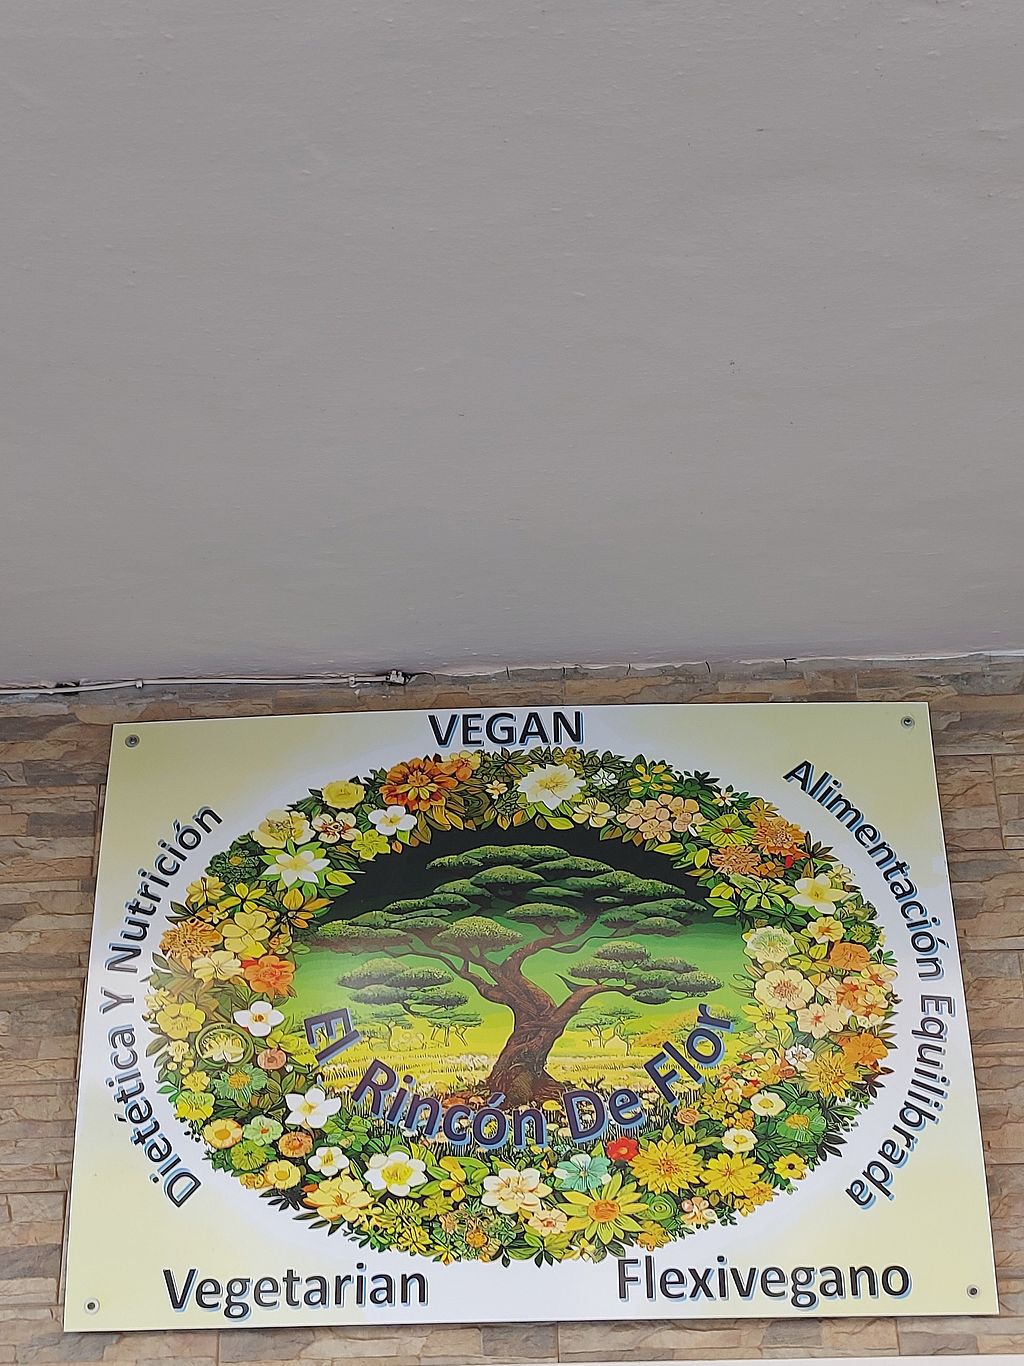 VEGAN
Dietética Y Nutrición
Alimentación Equilibrada
El Rincón De Flor
Vegetarian
Flexivegano